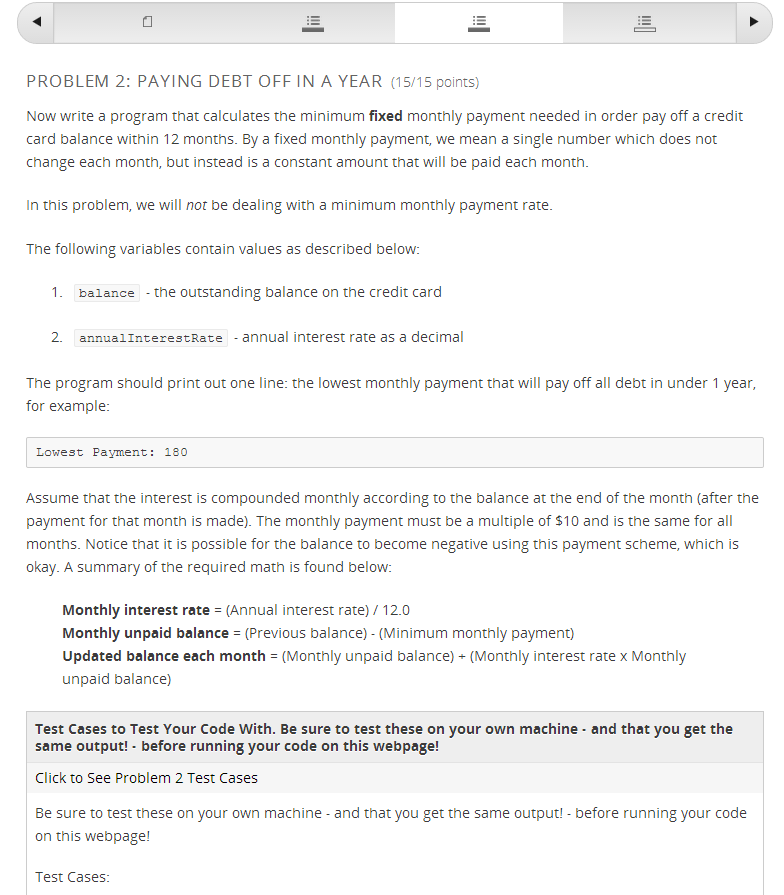 PROBLEM 2: PAYING DEBT OFF IN A YEAR (15/15 points)
Now write a program that calculates the minimum fixed monthly payment needed in order pay off a credit
card balance within 12 months. By a fixed monthly payment, we mean a single number which does not
change each month, but instead is a constant amount that will be paid each month.
In this problem, we will not be dealing with a minimum monthly payment rate.
The following variables contain values as described below:
1. balance - the outstanding balance on the credit card
2. annualInterestRate - annual interest rate as a decimal
The program should print out one line: the lowest monthly payment that will pay off all debt in under 1 year,
for example:
Lowest Payment: 180
Assume that the interest is compounded monthly according to the balance at the end of the month (after the
payment for that month is made). The monthly payment must be a multiple of $10 and is the same for all
months. Notice that it is possible for the balance to become negative using this payment scheme, which is
okay. A summary of the required math is found below:
Monthly interest rate = (Annual interest rate) / 12.0
Monthly unpaid balance = (Previous balance) - (Minimum monthly payment)
Updated balance each month = (Monthly unpaid balance) + (Monthly interest rate x Monthly
unpaid balance)
Test Cases to Test Your Code With. Be sure to test these on your own machine - and that you get the
same output! - before running your code on this webpage!
Click to See Problem 2 Test Cases
Be sure to test these on your own machine - and that you get the same output! - before running your code
on this webpage!
Test Cases: